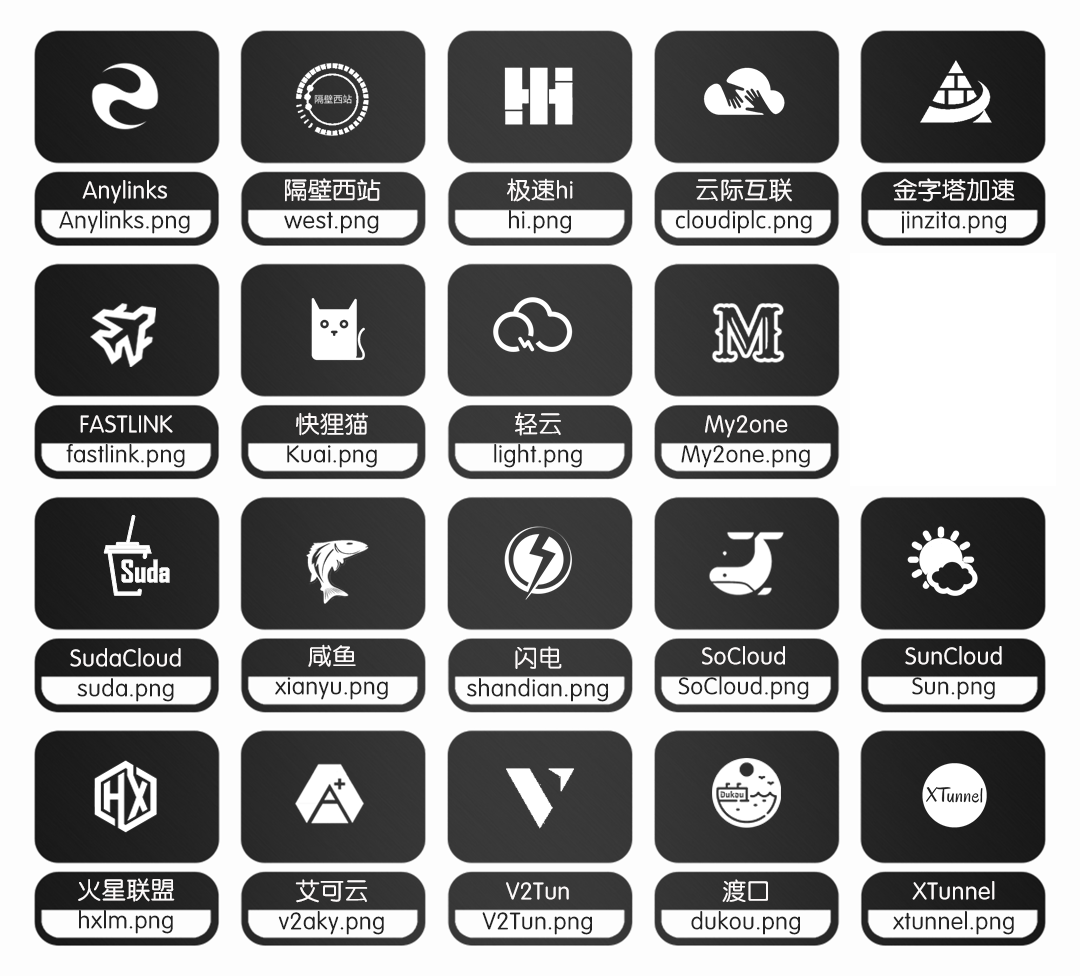 隔壁西站
Hi
Anylinks
Anylinks.png
隔壁西站
west.png
极速hi
hi.png
云际互联
cloudiplc.png
金字塔加速
jinzita.png
M
FASTLINK
fastlink.png
快狸猫
Kuai.png
轻云
light.png
My2one
My2one.png
Suda
SudaCloud
suda.png
咸鱼
xianyu.png
闪电
shandian.png
SoCloud
SoCloud.png
SunCloud
Sun.png
HX
A+
V
Dukou
XTunnel
火星联盟
hxlm.png
艾可云
v2aky.png
V2Tun
V2Tun.png
渡口
dukou.png
XTunnel
xtunnel.png